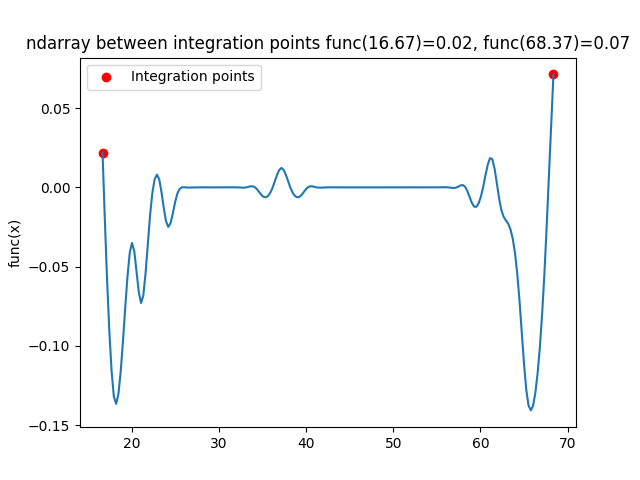 ndarray between integration points func(16.67)=0.02, func(68.37)=0.07
Integration points
func(x)
0.05
0.00
−0.05
−0.10
−0.15
20 30 40 50 60 70